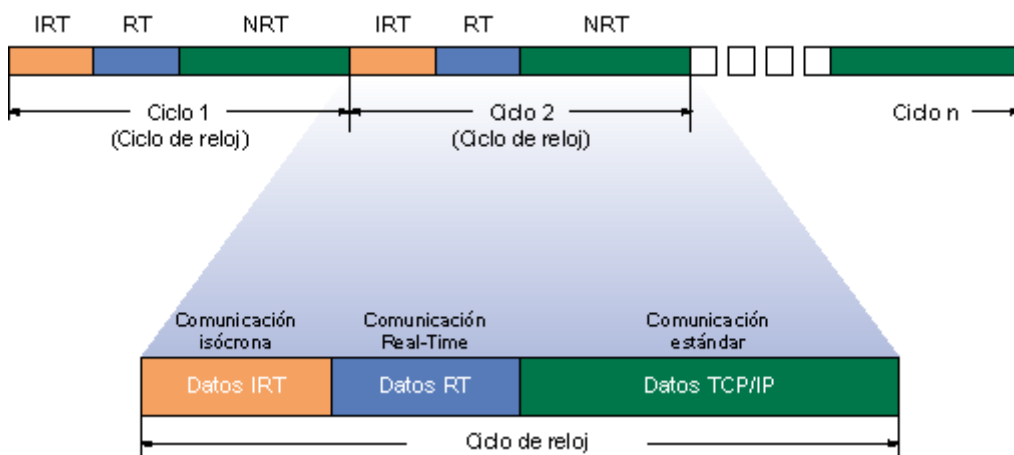 IRT RT NRT IRT RT NRT
Ciclo 1 Ciclo 2 Ciclo n
(Ciclo de reloj) (Ciclo de reloj)
Comunicación Comunicación Comunicación
isócrona Real-Time estándar
Datos IRT Datos RT Datos TCP/IP
Ciclo de reloj